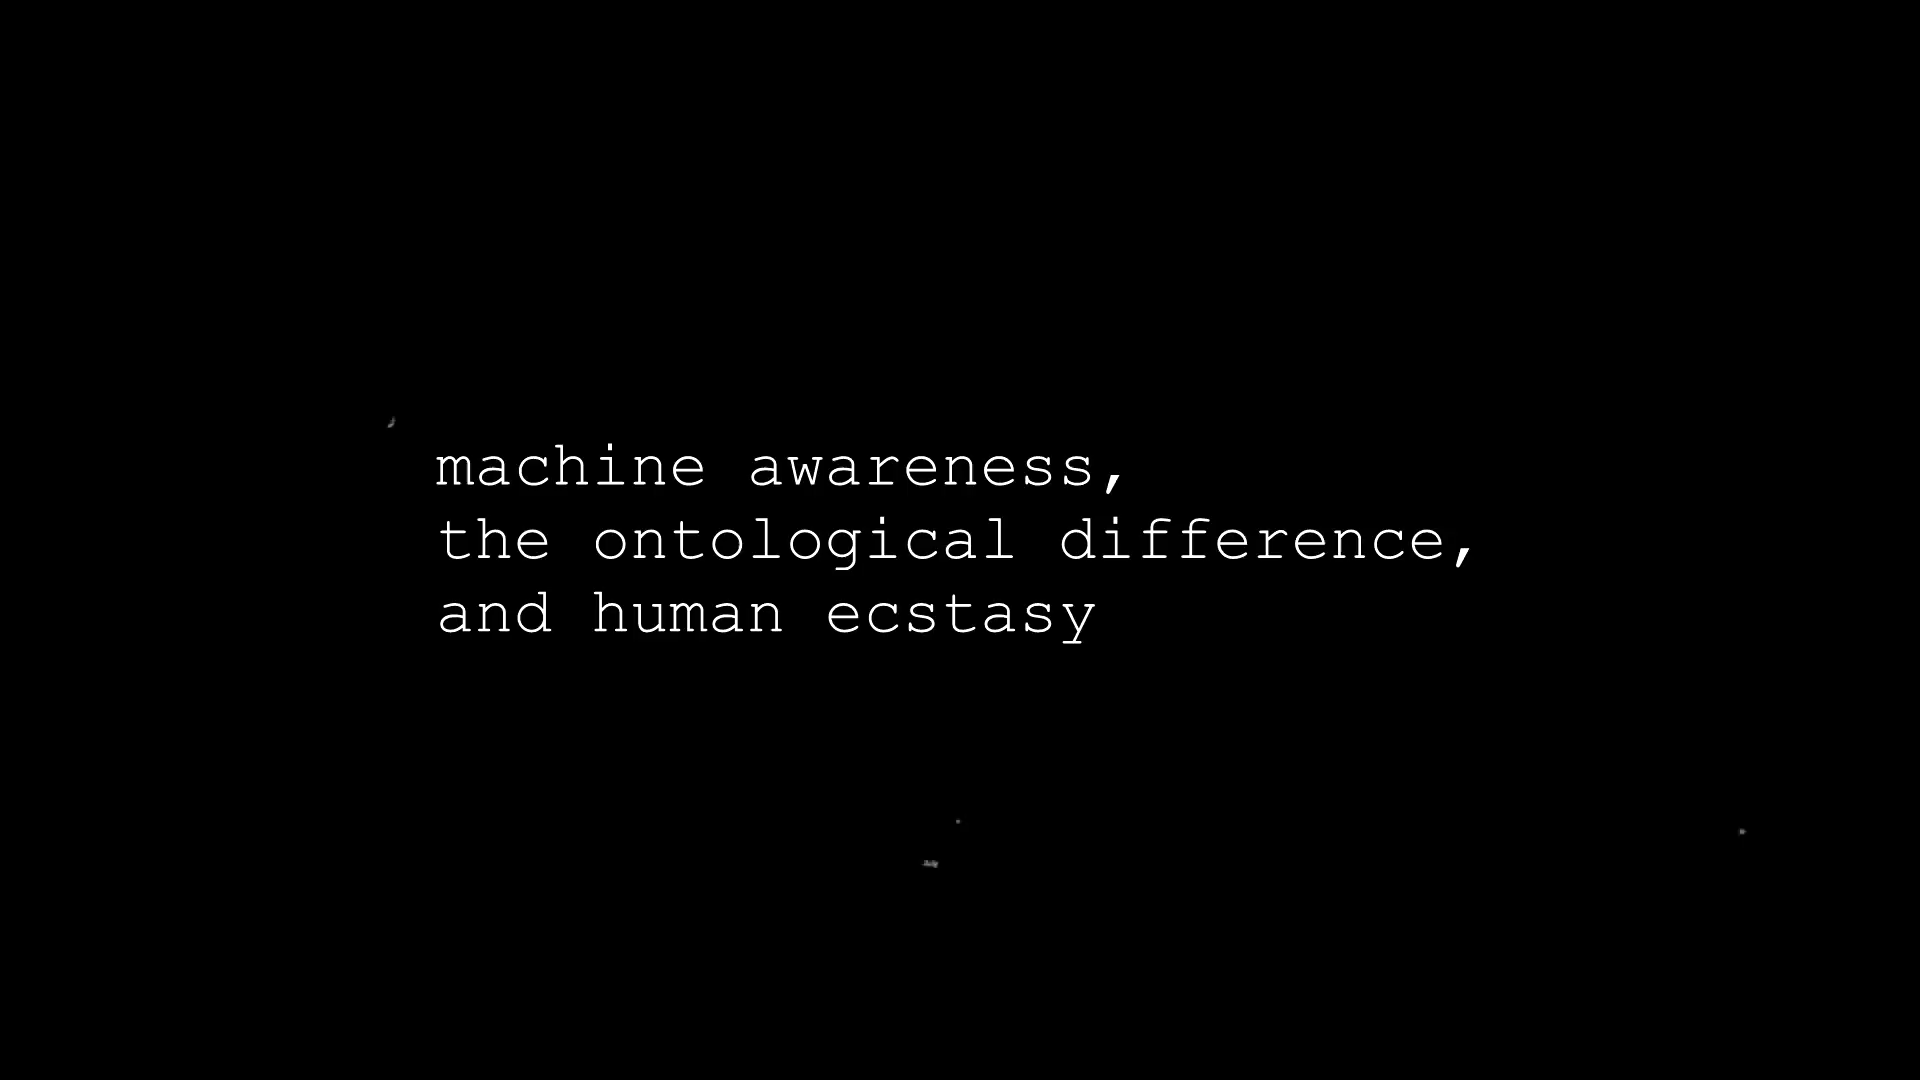 machine awareness,
the ontological difference,
and human ecstasy